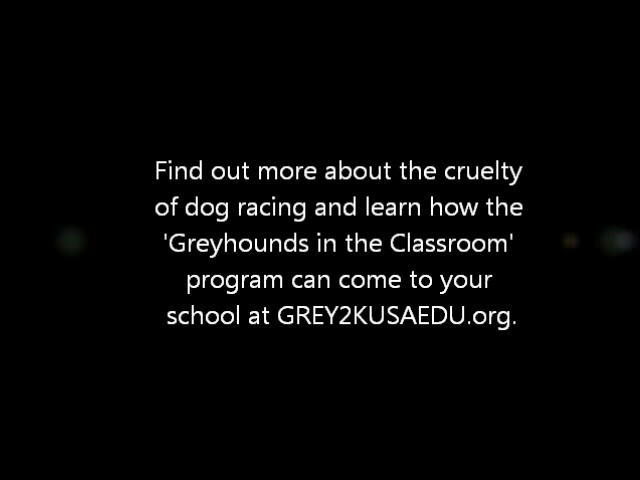 Find out more about the cruelty
of dog racing and learn how the
'Greyhounds in the Classroom'
program can come to your
school at GREY2KUSAEDU.org.